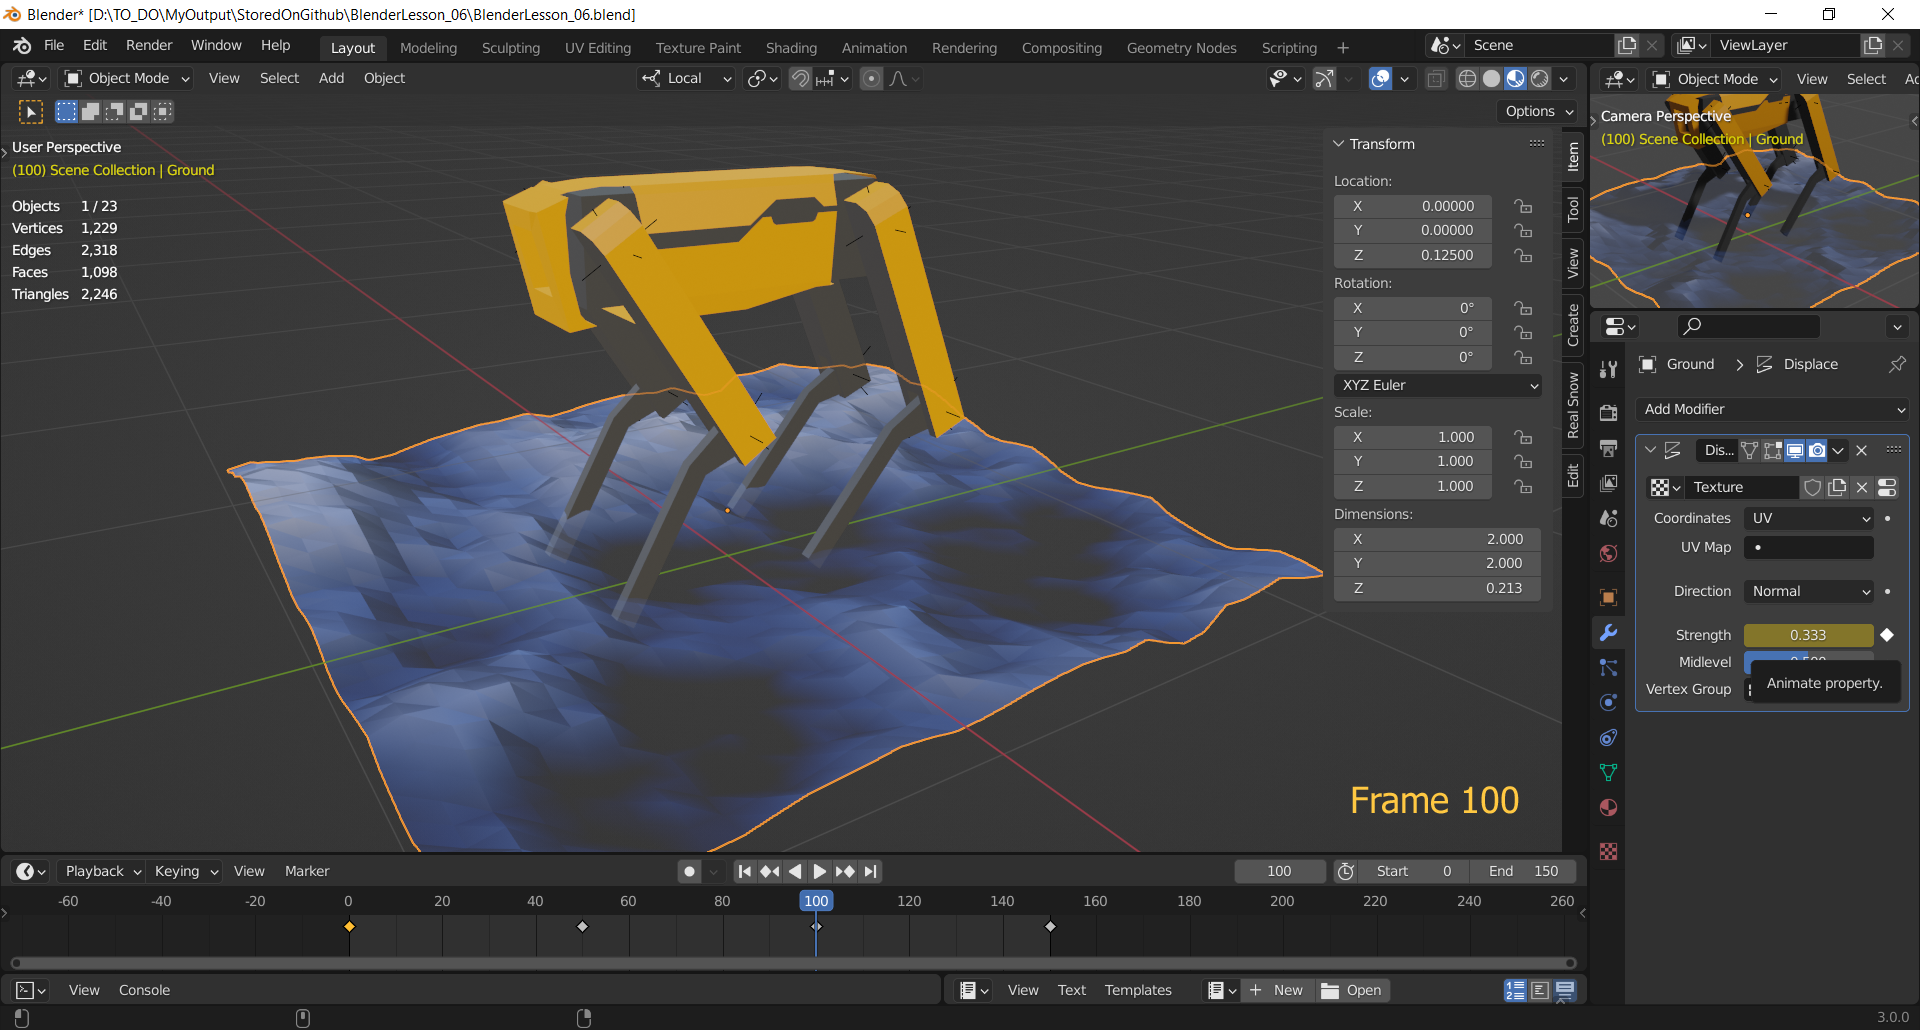 Blender* [D:\TO_DO\MyOutput\StoredOnGithub\BlenderLesson_06\BlenderLesson_06.blend]
File Edit Render Window Help Layout Modeling Sculpting UV Editing Texture Paint Shading Animation Rendering Compositing Geometry Nodes Scripting + Scene ViewLayer
Object Mode View Select Add Object Local Object Mode View Select
Options
User Perspective
(100) Scene Collection | Ground
Objects 1 / 23
Vertices 1,229
Edges 2,318
Faces 1,098
Triangles 2,246
Transform
Location:
X 0.00000
Y 0.00000
Z 0.12500
Rotation:
X 0°
Y 0°
Z 0°
XYZ Euler
Scale:
X 1.000
Y 1.000
Z 1.000
Dimensions:
X 2.000
Y 2.000
Z 0.213
Item
Tool
View
Create
Real Snow
Edit
Camera Perspective
(100) Scene Collection | Ground
Ground > Displace
Add Modifier
Dis...
Texture
Coordinates UV
UV Map
Direction Normal
Strength 0.333
Midlevel
Animate property.
Vertex Group
Frame 100
Playback Keying View Marker 100 Start 0 End 150
-60 -40 -20 0 20 40 60 80 100 120 140 160 180 200 220 240 260
View Console View Text Templates + New Open
3.0.0